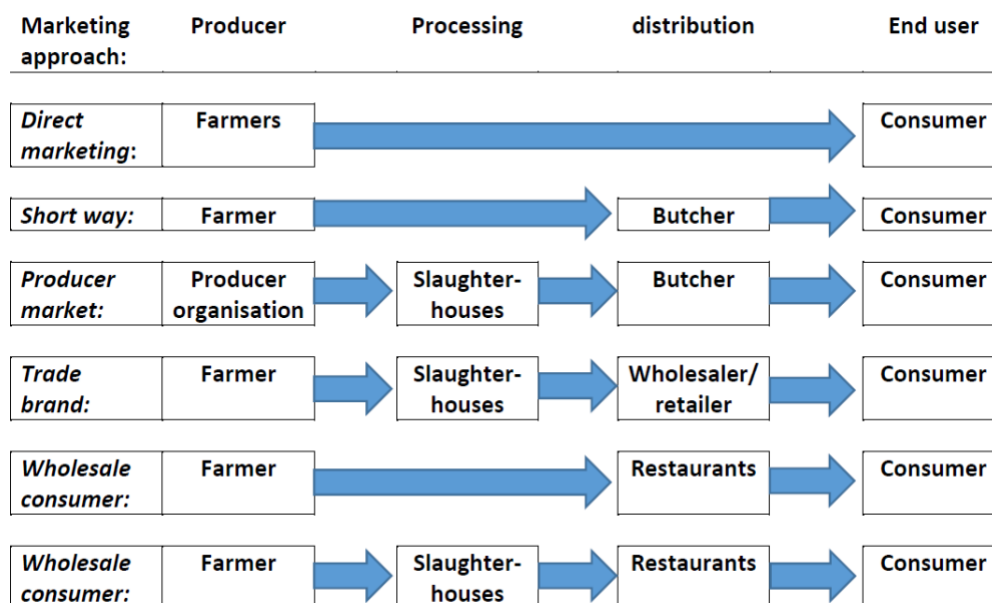 Marketing Producer Processing distribution End user
approach:
Direct Farmers Consumer
marketing:
Short way: Farmer Butcher Consumer
Producer Producer Slaughter- Butcher Consumer
market: organisation houses
Trade Farmer Slaughter- Wholesaler/ Consumer
brand: houses retailer
Wholesale Farmer Restaurants Consumer
consumer:
Wholesale Farmer Slaughter- Restaurants Consumer
consumer: houses